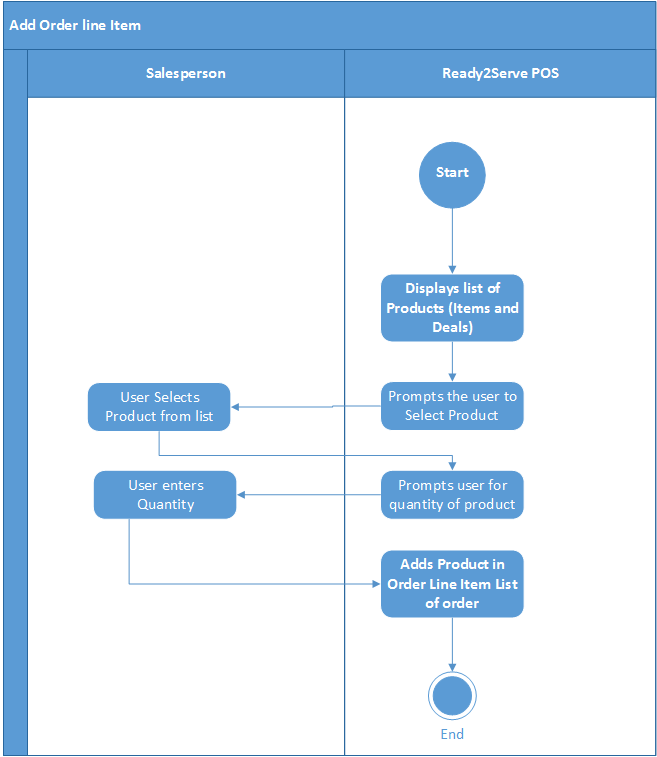 Add Order line Item
Salesperson
Ready2Serve POS
Start
Displays list of
Products (Items and
Deals)
User Selects
Product from list
Prompts the user to
Select Product
User enters
Quantity
Prompts user for
quantity of product
Adds Product in
Order Line Item List
of order
End